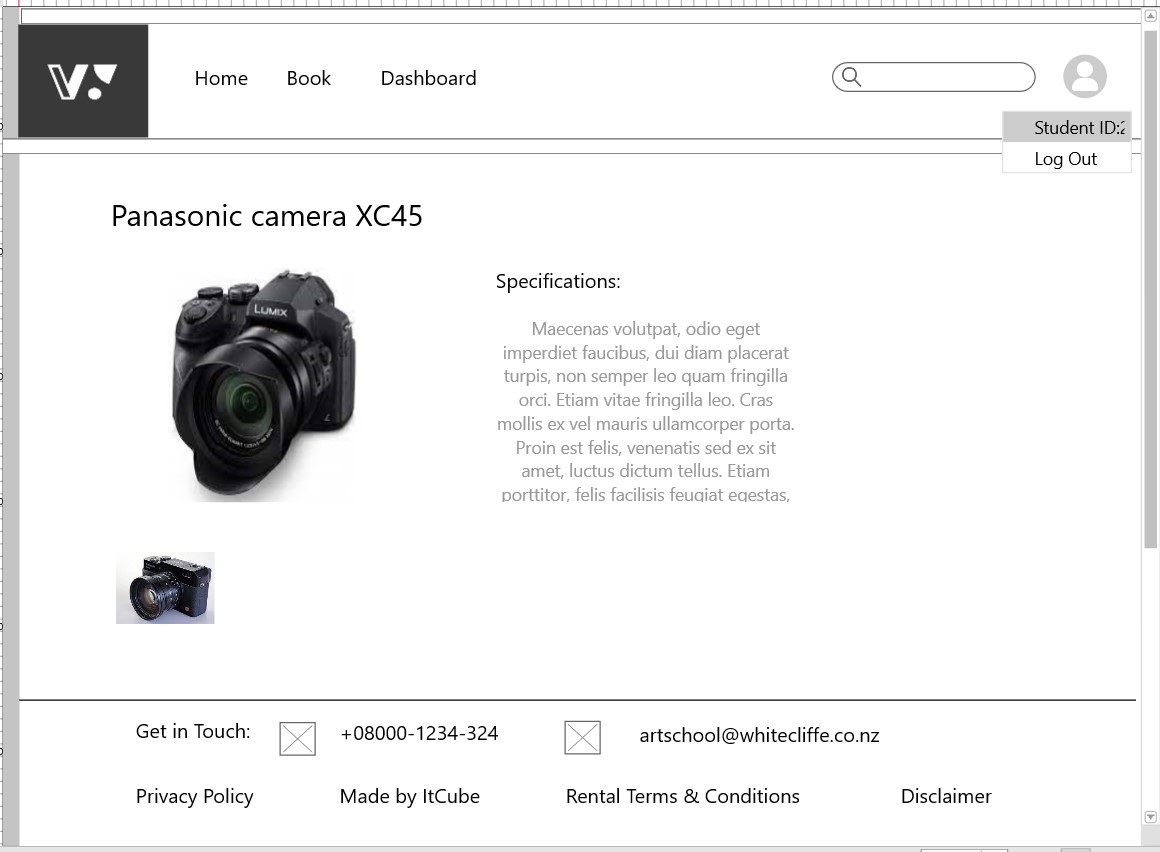 Home Book Dashboard
Student ID:2
Log Out
Panasonic camera XC45
LUMIX
Specifications:
Maecenas volutpat, odio eget
imperdiet faucibus, dui diam placerat
turpis, non semper leo quam fringilla
orci. Etiam vitae fringilla leo. Cras
mollis ex vel mauris ullamcorper porta.
Proin est felis, venenatis sed ex sit
amet, luctus dictum tellus. Etiam
porttitor, felis facilisis feugiat egestas,
Get in Touch: +08000-1234-324 artschool@whitecliffe.co.nz
Privacy Policy Made by ItCube Rental Terms & Conditions Disclaimer